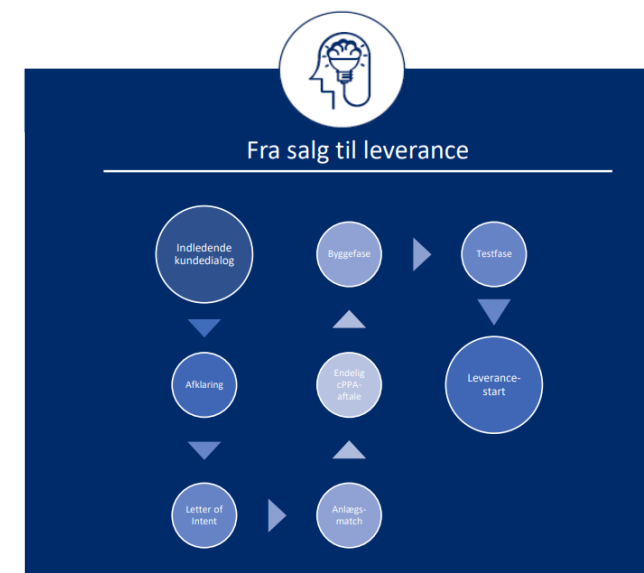 Fra salg til leverance
Indledende
kundedialog
Afklaring
Letter of
Intent
Anlægs-
match
Endelig
cPPA-
aftale
Byggefase
Testfase
Leverance-
start